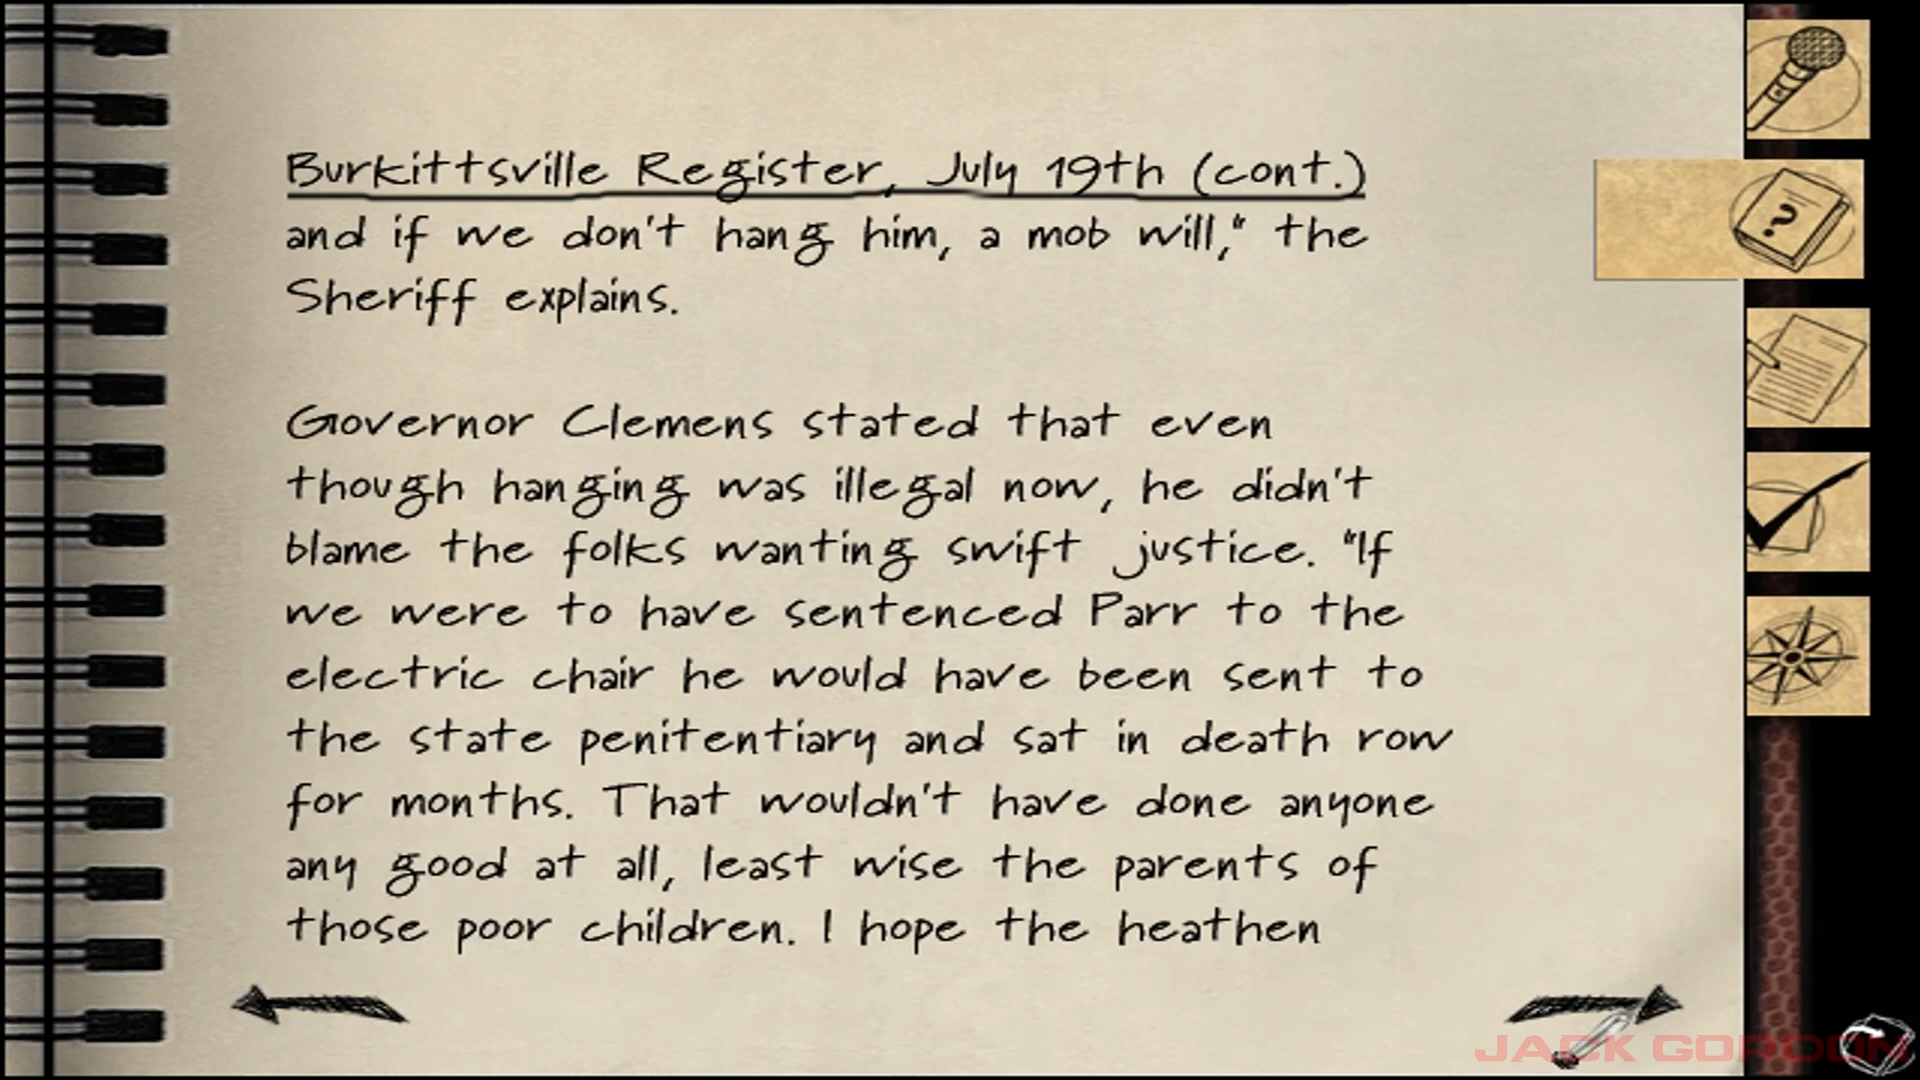 Burkittsville Register, July 19th (cont.)
and if we don't hang him, a mob will," the
Sheriff explains.
Governor Clemens stated that even
though hanging was illegal now, he didn't
blame the folks wanting swift justice. "If
we were to have sentenced Parr to the
electric chair he would have been sent to
the state penitentiary and sat in death row
for months. That wouldn't have done anyone
any good at all, least wise the parents of
those poor children. I hope the heathen
?
JACK GORDON